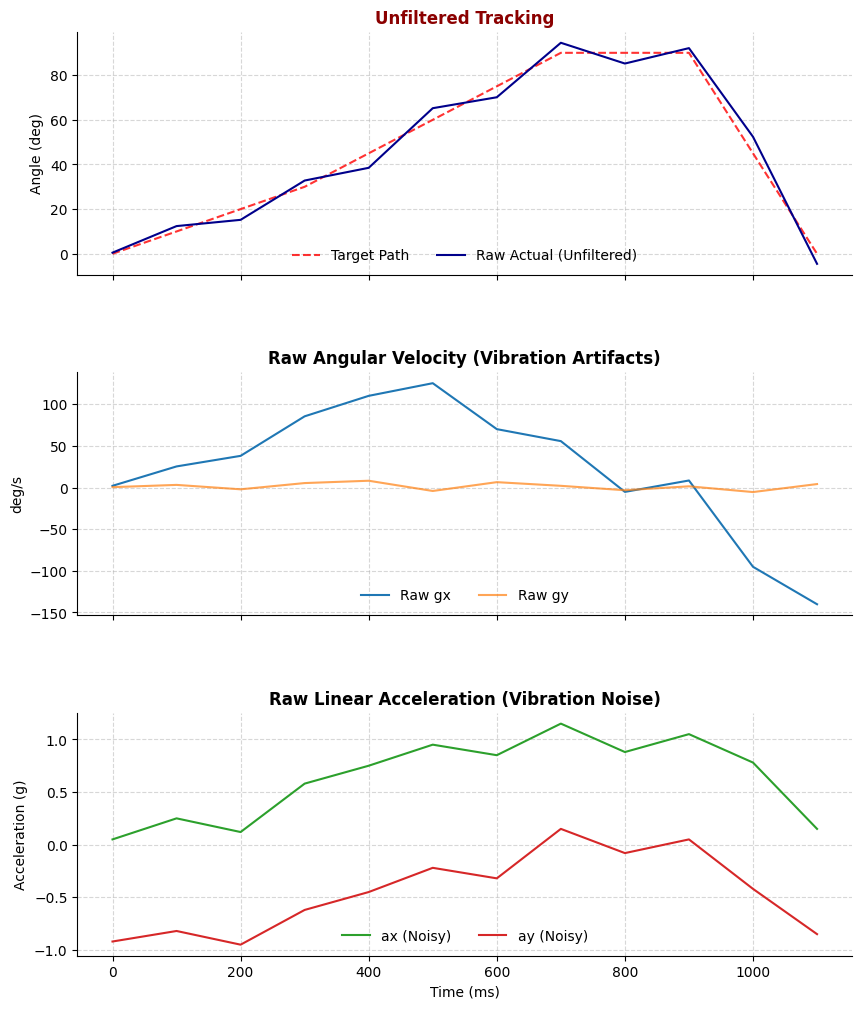 Unfiltered Tracking
80
60
40
20
0
Angle (deg)
Target Path
Raw Actual (Unfiltered)
Raw Angular Velocity (Vibration Artifacts)
100
50
0
−50
−100
−150
deg/s
Raw gx
Raw gy
Raw Linear Acceleration (Vibration Noise)
1.0
0.5
0.0
−0.5
−1.0
Acceleration (g)
ax (Noisy)
ay (Noisy)
0 200 400 600 800 1000
Time (ms)